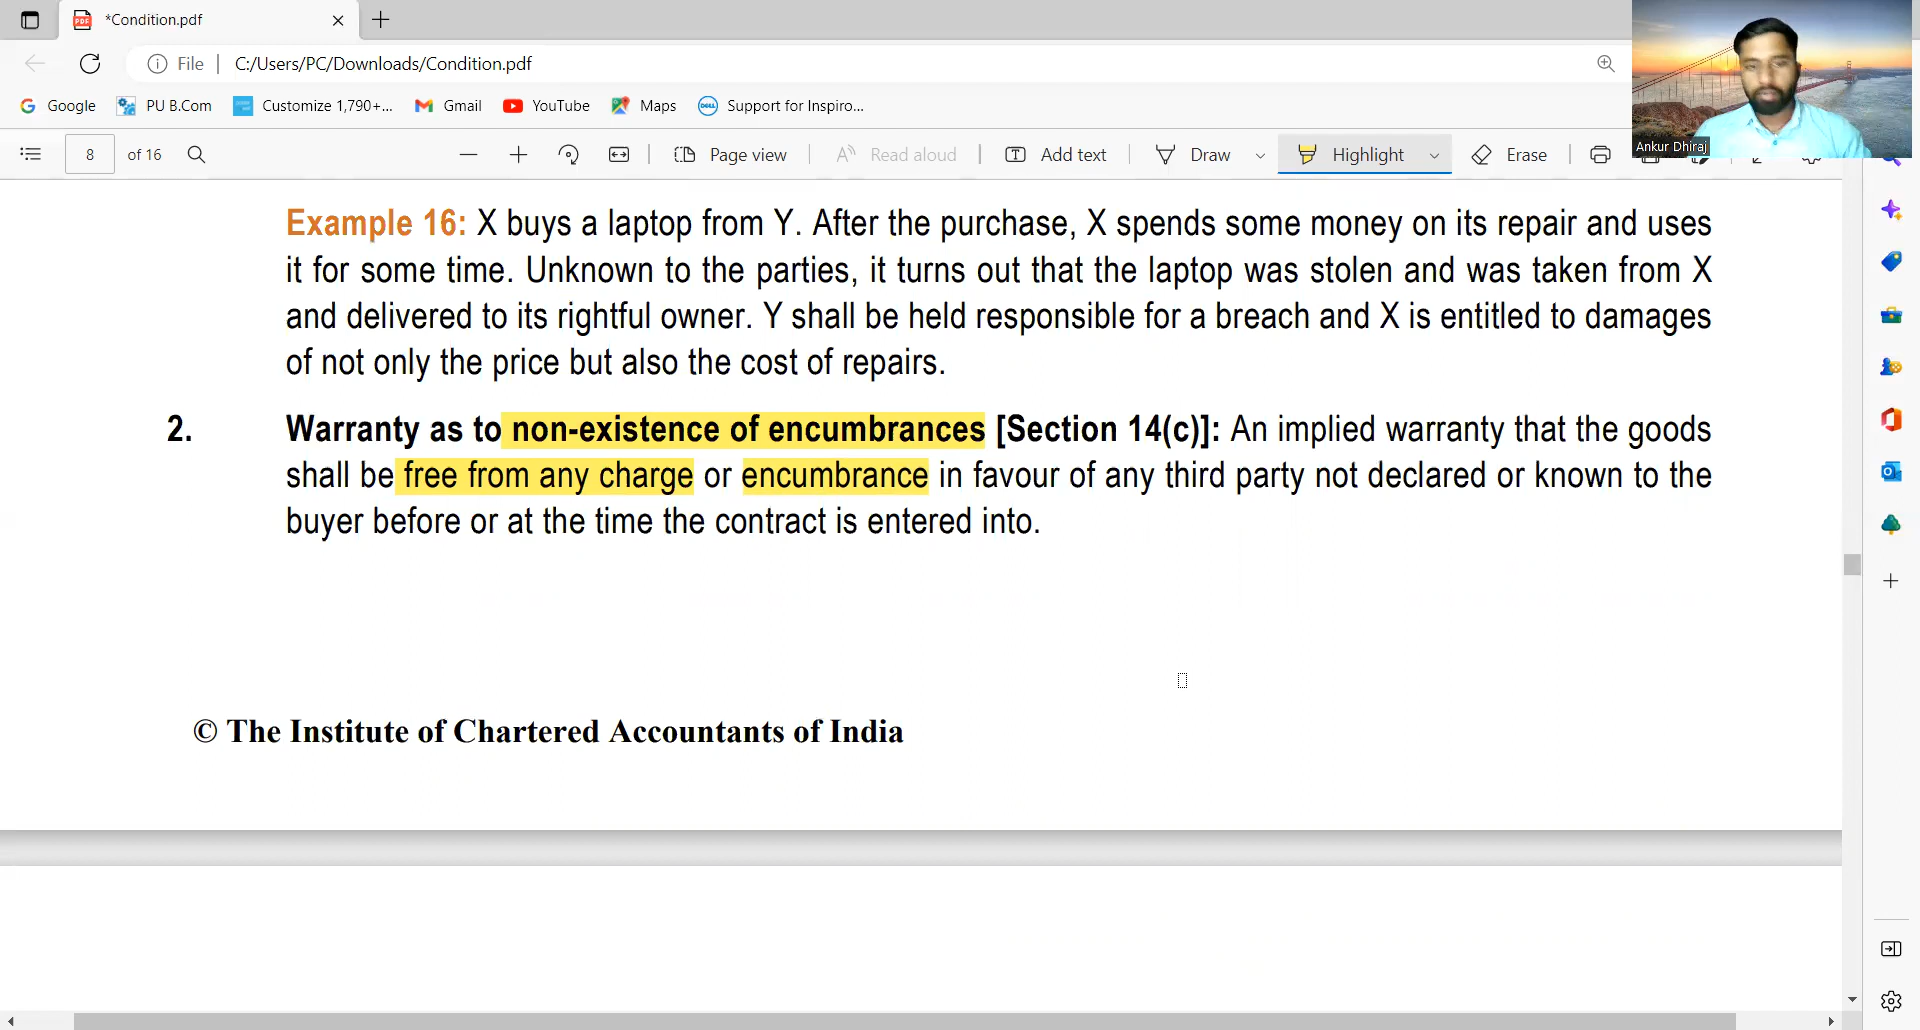 *Condition.pdf
File
C:/Users/PC/Downloads/Condition.pdf
Google
PU B.Com
Customize 1,790+...
Gmail
YouTube
Maps
Support for Inspiro...
8
of 16
Page view
Read aloud
Add text
Draw
Highlight
Erase
Ankur Dhiraj
Example 16: X buys a laptop from Y. After the purchase, X spends some money on its repair and uses
it for some time. Unknown to the parties, it turns out that the laptop was stolen and was taken from X
and delivered to its rightful owner. Y shall be held responsible for a breach and X is entitled to damages
of not only the price but also the cost of repairs.
2. Warranty as to non-existence of encumbrances [Section 14(c)]: An implied warranty that the goods
shall be free from any charge or encumbrance in favour of any third party not declared or known to the
buyer before or at the time the contract is entered into.
© The Institute of Chartered Accountants of India